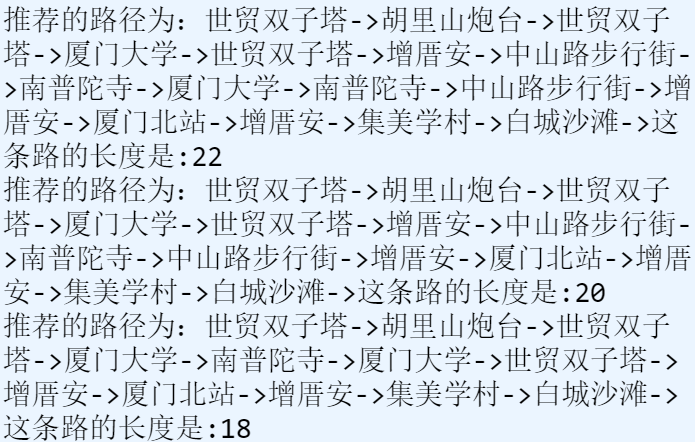 推荐的路径为: 世贸双子塔->胡里山炮台->世贸双子
塔->厦门大学->世贸双子塔->增厝安->中山路步行街-
>南普陀寺->厦门大学->南普陀寺->中山路步行街->增
厝安->厦门北站->增厝安->集美学村->白城沙滩->这
条路的长度是:22
推荐的路径为: 世贸双子塔->胡里山炮台->世贸双子
塔->厦门大学->世贸双子塔->增厝安->中山路步行街-
>南普陀寺->中山路步行街->增厝安->厦门北站->增厝
安->集美学村->白城沙滩->这条路的长度是:20
推荐的路径为: 世贸双子塔->胡里山炮台->世贸双子
塔->厦门大学->南普陀寺->厦门大学->世贸双子塔->
增厝安->厦门北站->增厝安->集美学村->白城沙滩->
这条路的长度是:18